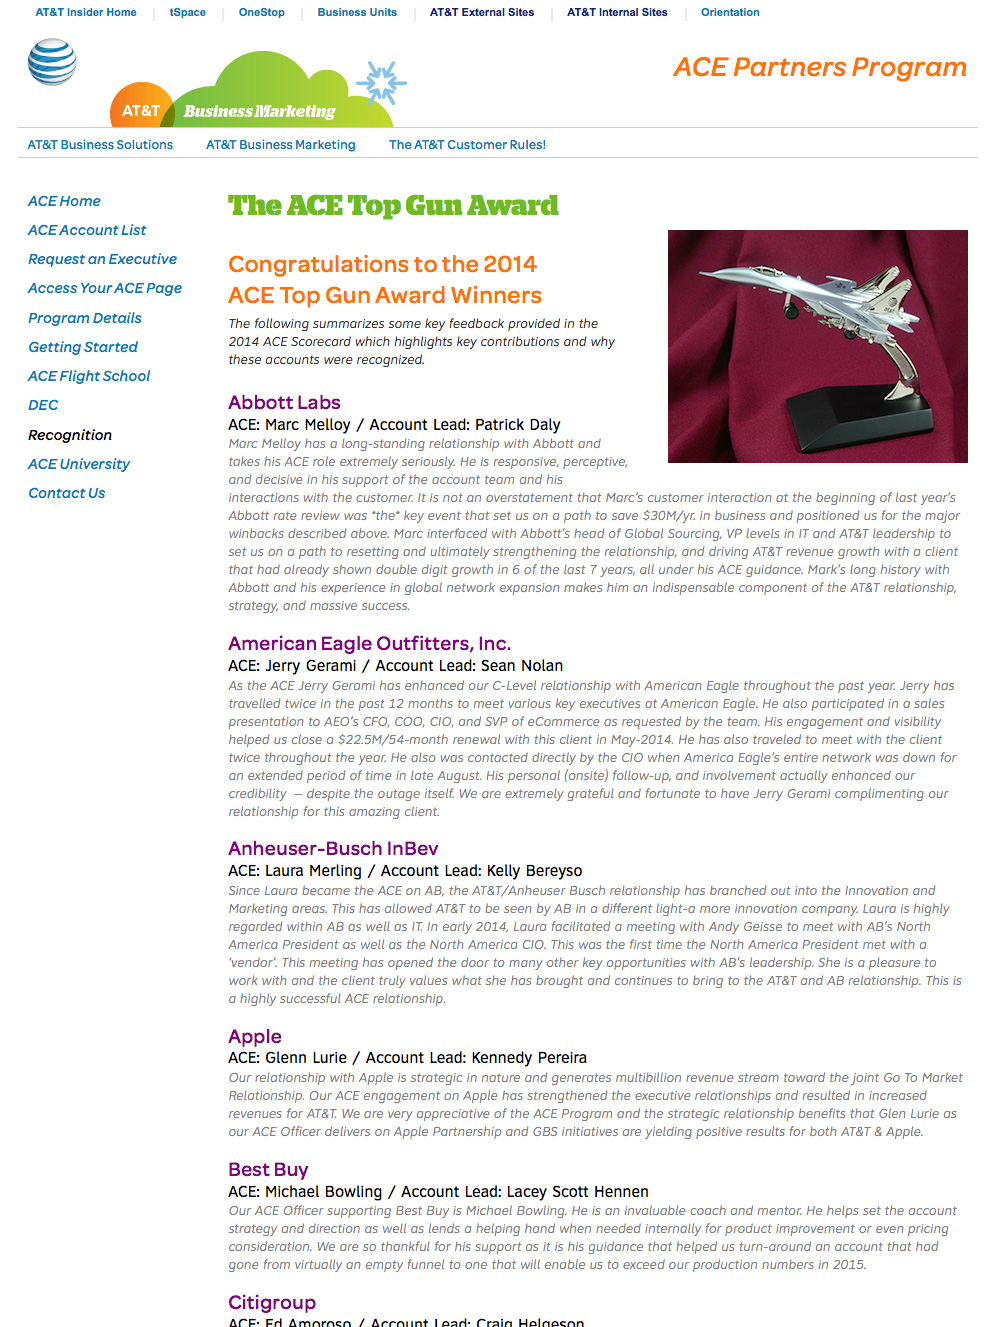 AT&T Insider Home | tSpace | OneStop | Business Units | AT&T External Sites | AT&T Internal Sites | Orientation
ACE Partners Program
AT&T Business Marketing
AT&T Business Solutions AT&T Business Marketing The AT&T Customer Rules!
ACE Home
ACE Account List
Request an Executive
Access Your ACE Page
Program Details
Getting Started
ACE Flight School
DEC
Recognition
ACE University
Contact Us
The ACE Top Gun Award
Congratulations to the 2014
ACE Top Gun Award Winners
The following summarizes some key feedback provided in the
2014 ACE Scorecard which highlights key contributions and why
these accounts were recognized.
Abbott Labs
ACE: Marc Melloy / Account Lead: Patrick Daly
Marc Melloy has a long-standing relationship with Abbott and
takes his ACE role extremely seriously. He is responsive, perceptive,
and decisive in his support of the account team and his
interactions with the customer. It is not an overstatement that Marc's customer interaction at the beginning of last year's
Abbott rate review was *the* key event that set us on a path to save $30M/yr. in business and positioned us for the major
winbacks described above. Marc interfaced with Abbott's head of Global Sourcing, VP levels in IT and AT&T leadership to
set us on a path to resetting and ultimately strengthening the relationship, and driving AT&T revenue growth with a client
that had already shown double digit growth in 6 of the last 7 years, all under his ACE guidance. Mark's long history with
Abbott and his experience in global network expansion makes him an indispensable component of the AT&T relationship,
strategy, and massive success.
American Eagle Outfitters, Inc.
ACE: Jerry Gerami / Account Lead: Sean Nolan
As the ACE Jerry Gerami has enhanced our C-Level relationship with American Eagle throughout the past year. Jerry has
travelled twice in the past 12 months to meet various key executives at American Eagle. He also participated in a sales
presentation to AEO's CFO, COO, CIO, and SVP of eCommerce as requested by the team. His engagement and visibility
helped us close a $22.5M/54-month renewal with this client in May-2014. He has also traveled to meet with the client
twice throughout the year. He also was contacted directly by the CIO when America Eagle's entire network was down for
an extended period of time in late August. His personal (onsite) follow-up, and involvement actually enhanced our
credibility – despite the outage itself. We are extremely grateful and fortunate to have Jerry Gerami complimenting our
relationship for this amazing client.
Anheuser-Busch InBev
ACE: Laura Merling / Account Lead: Kelly Bereyso
Since Laura became the ACE on AB, the AT&T/Anheuser Busch relationship has branched out into the Innovation and
Marketing areas. This has allowed AT&T to be seen by AB in a different light-a more innovation company. Laura is highly
regarded within AB as well as IT. In early 2014, Laura facilitated a meeting with Andy Geisse to meet with AB's North
America President as well as the North America CIO. This was the first time the North America President met with a
'vendor'. This meeting has opened the door to many other key opportunities with AB's leadership. She is a pleasure to
work with and the client truly values what she has brought and continues to bring to the AT&T and AB relationship. This is
a highly successful ACE relationship.
Apple
ACE: Glenn Lurie / Account Lead: Kennedy Pereira
Our relationship with Apple is strategic in nature and generates multibillion revenue stream toward the joint Go To Market
Relationship. Our ACE engagement on Apple has strengthened the executive relationships and resulted in increased
revenues for AT&T. We are very appreciative of the ACE Program and the strategic relationship benefits that Glen Lurie as
our ACE Officer delivers on Apple Partnership and GBS initiatives are yielding positive results for both AT&T & Apple.
Best Buy
ACE: Michael Bowling / Account Lead: Lacey Scott Hennen
Our ACE Officer supporting Best Buy is Michael Bowling. He is an invaluable coach and mentor. He helps set the account
strategy and direction as well as lends a helping hand when needed internally for product improvement or even pricing
consideration. We are so thankful for his support as it is his guidance that helped us turn-around an account that had
gone from virtually an empty funnel to one that will enable us to exceed our production numbers in 2015.
Citigroup
ACE: Ed Amoroso / Account Lead: Craig Helgeson